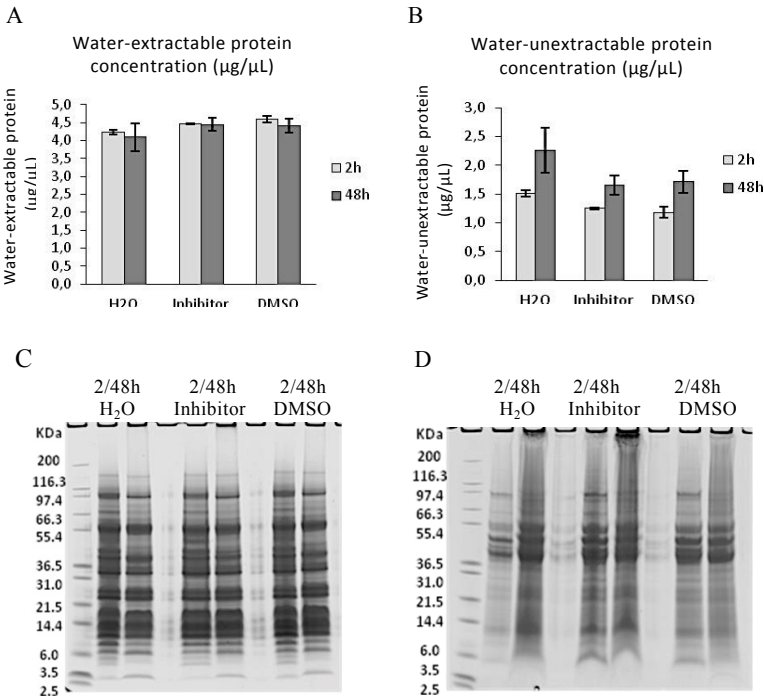 A
Water-extractable protein
concentration (µg/µL)
Water-extractable protein
(µg/µL)
5,0
4,5
4,0
3,5
3,0
2,5
2,0
1,5
1,0
0,5
0,0
H2O
Inhibitor
DMSO
2h
48h
B
Water-unextractable protein
concentration (µg/µL)
Water-unextractable protein
(µg/µL)
3,0
2,5
2,0
1,5
1,0
0,5
0,0
H2O
Inhibitor
DMSO
2h
48h
C
2/48h 2/48h 2/48h
H₂O Inhibitor DMSO
KDa
200
116.3
97.4
66.3
55.4
36.5
31.0
21.5
14.4
6.0
3.5
2.5
D
2/48h 2/48h 2/48h
H₂O Inhibitor DMSO
KDa
200
116.3
97.4
66.3
55.4
36.5
31.0
21.5
14.4
6.0
3.5
2.5